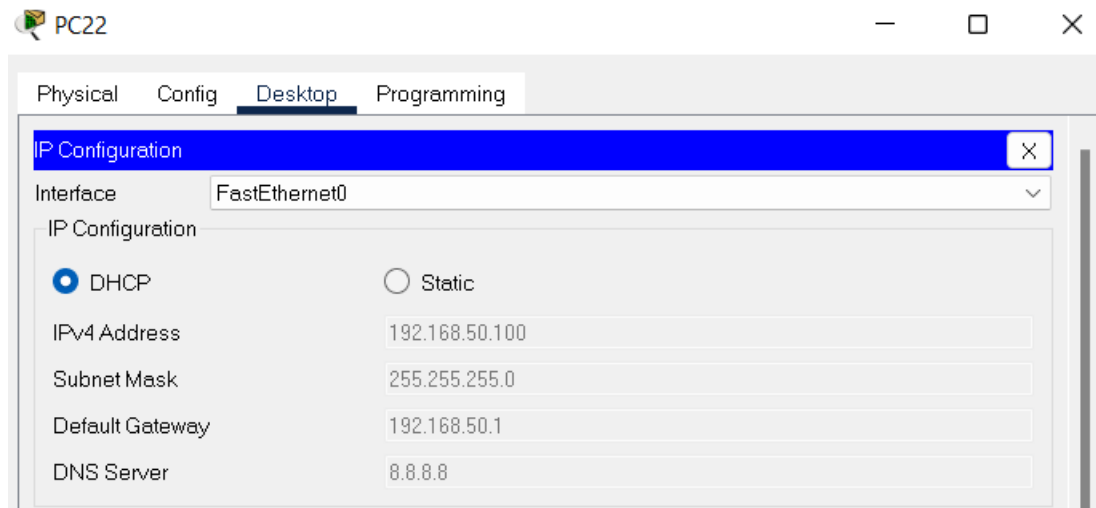 PC22
Physical Config Desktop Programming
IP Configuration X
Interface FastEthernet0
IP Configuration
DHCP Static
IPv4 Address 192.168.50.100
Subnet Mask 255.255.255.0
Default Gateway 192.168.50.1
DNS Server 8.8.8.8